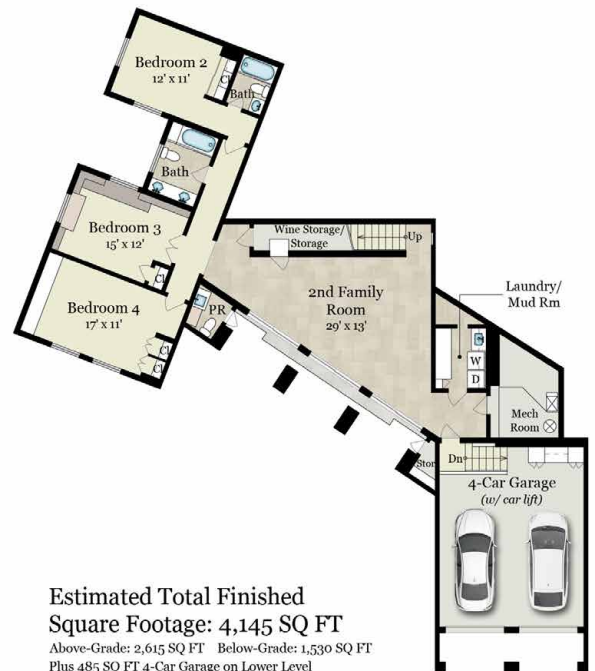 Bedroom 2
12' x 11'
Cl
Bath
Bath
Bedroom 3
15' x 12'
Cl
Bedroom 4
17' x 11'
Cl
Cl
PR
Wine Storage/
Storage
Up
2nd Family
Room
29' x 13'
Laundry/
Mud Rm
W
D
Mech
Room
Stor
Dn
4-Car Garage
(w/ car lift)
Estimated Total Finished
Square Footage: 4,145 SQ FT
Above-Grade: 2,615 SQ FT Below-Grade: 1,530 SQ FT
Plus 485 SQ FT 4-Car Garage on Lower Level